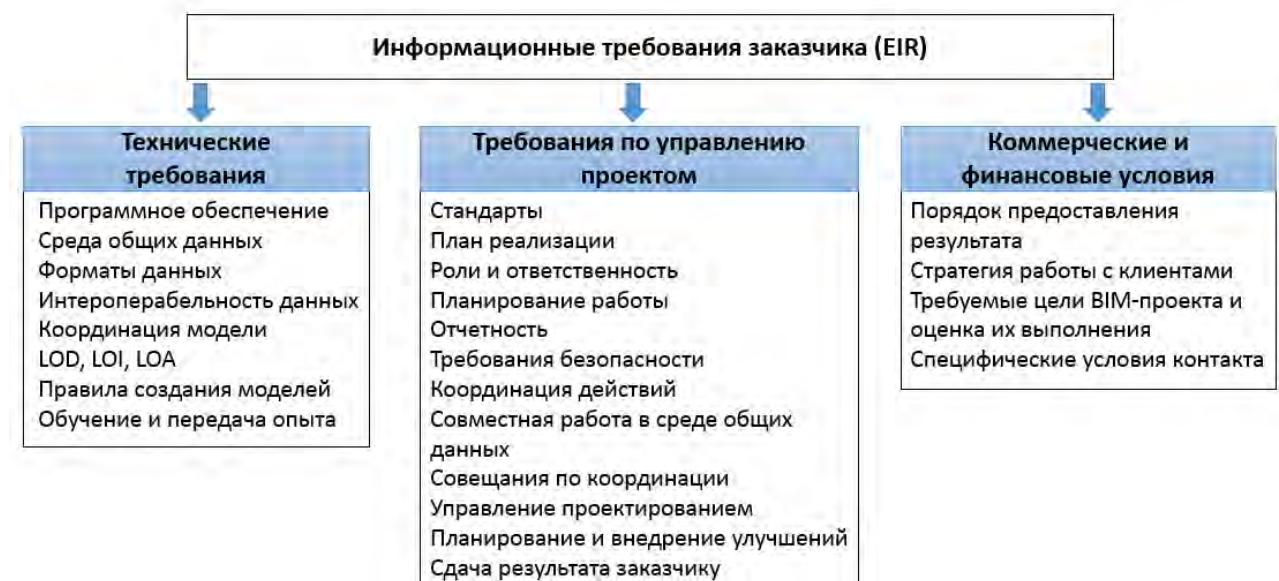 Информационные требования заказчика (EIR)
Технические
требования
Программное обеспечение
Среда общих данных
Форматы данных
Интероперабельность данных
Координация модели
LOD, LOI, LOA
Правила создания моделей
Обучение и передача опыта
Требования по управлению
проектом
Стандарты
План реализации
Роли и ответственность
Планирование работы
Отчетность
Требования безопасности
Координация действий
Совместная работа в среде общих
данных
Совещания по координации
Управление проектированием
Планирование и внедрение улучшений
Сдача результата заказчику
Коммерческие и
финансовые условия
Порядок предоставления
результата
Стратегия работы с клиентами
Требуемые цели BIM-проекта и
оценка их выполнения
Специфические условия контакта